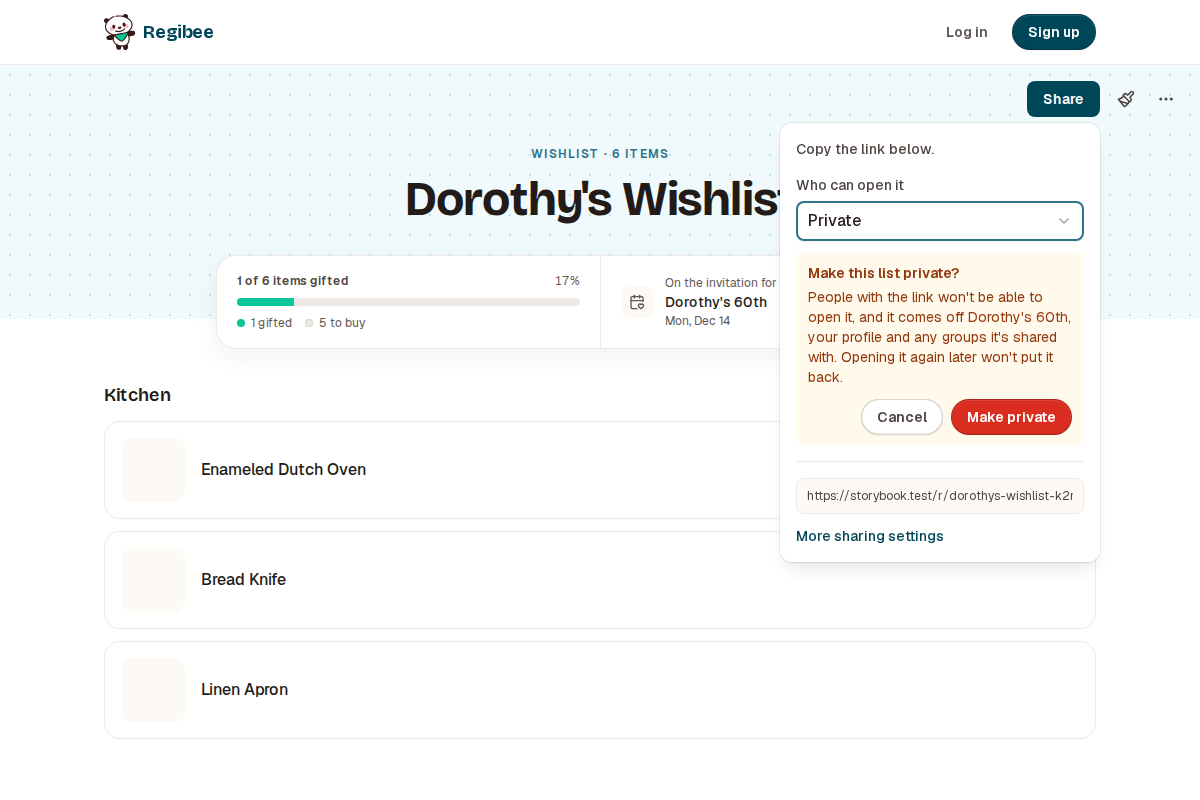 Regibee
Log in
Sign up
Share
WISHLIST · 6 ITEMS
Dorothy's Wishlist
1 of 6 items gifted
17%
1 gifted
5 to buy
On the invitation for
Dorothy's 60th
Mon, Dec 14
Copy the link below.
Who can open it
Private
Make this list private?
People with the link won't be able to
open it, and it comes off Dorothy's 60th,
your profile and any groups it's shared
with. Opening it again later won't put it
back.
Cancel
Make private
https://storybook.test/r/dorothys-wishlist-k2
More sharing settings
Kitchen
Enameled Dutch Oven
Bread Knife
Linen Apron